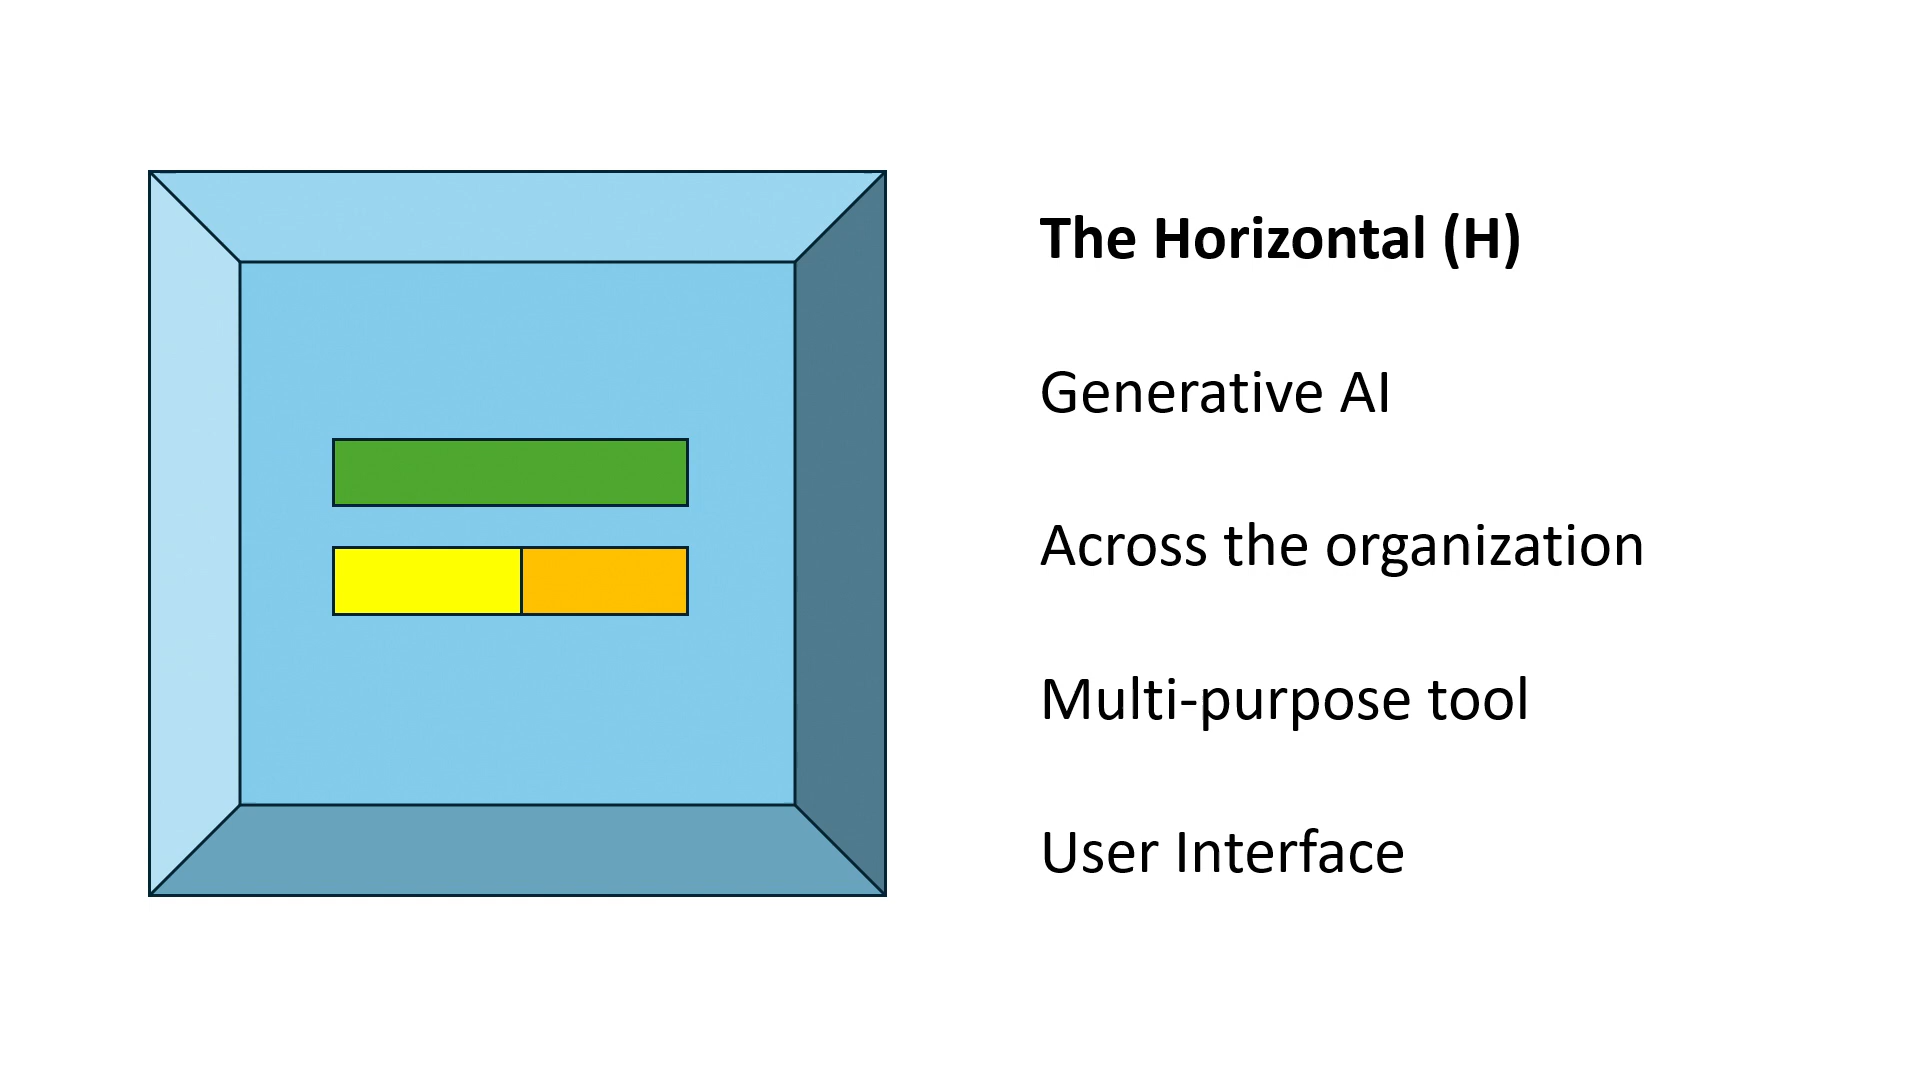 The Horizontal (H)
Generative AI
Across the organization
Multi-purpose tool
User Interface